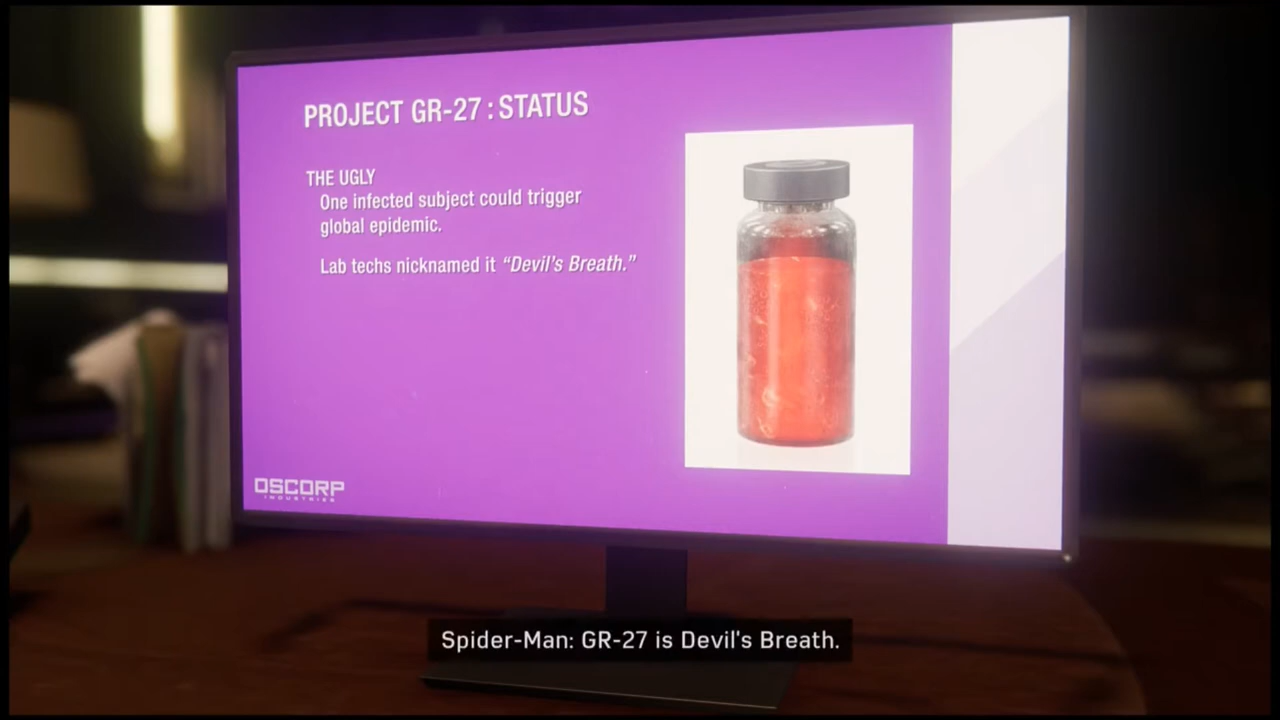 PROJECT GR-27 : STATUS
THE UGLY
One infected subject could trigger
global epidemic.
Lab techs nicknamed it “Devil’s Breath.”
OSCORP
INDUSTRIES
Spider-Man: GR-27 is Devil's Breath.